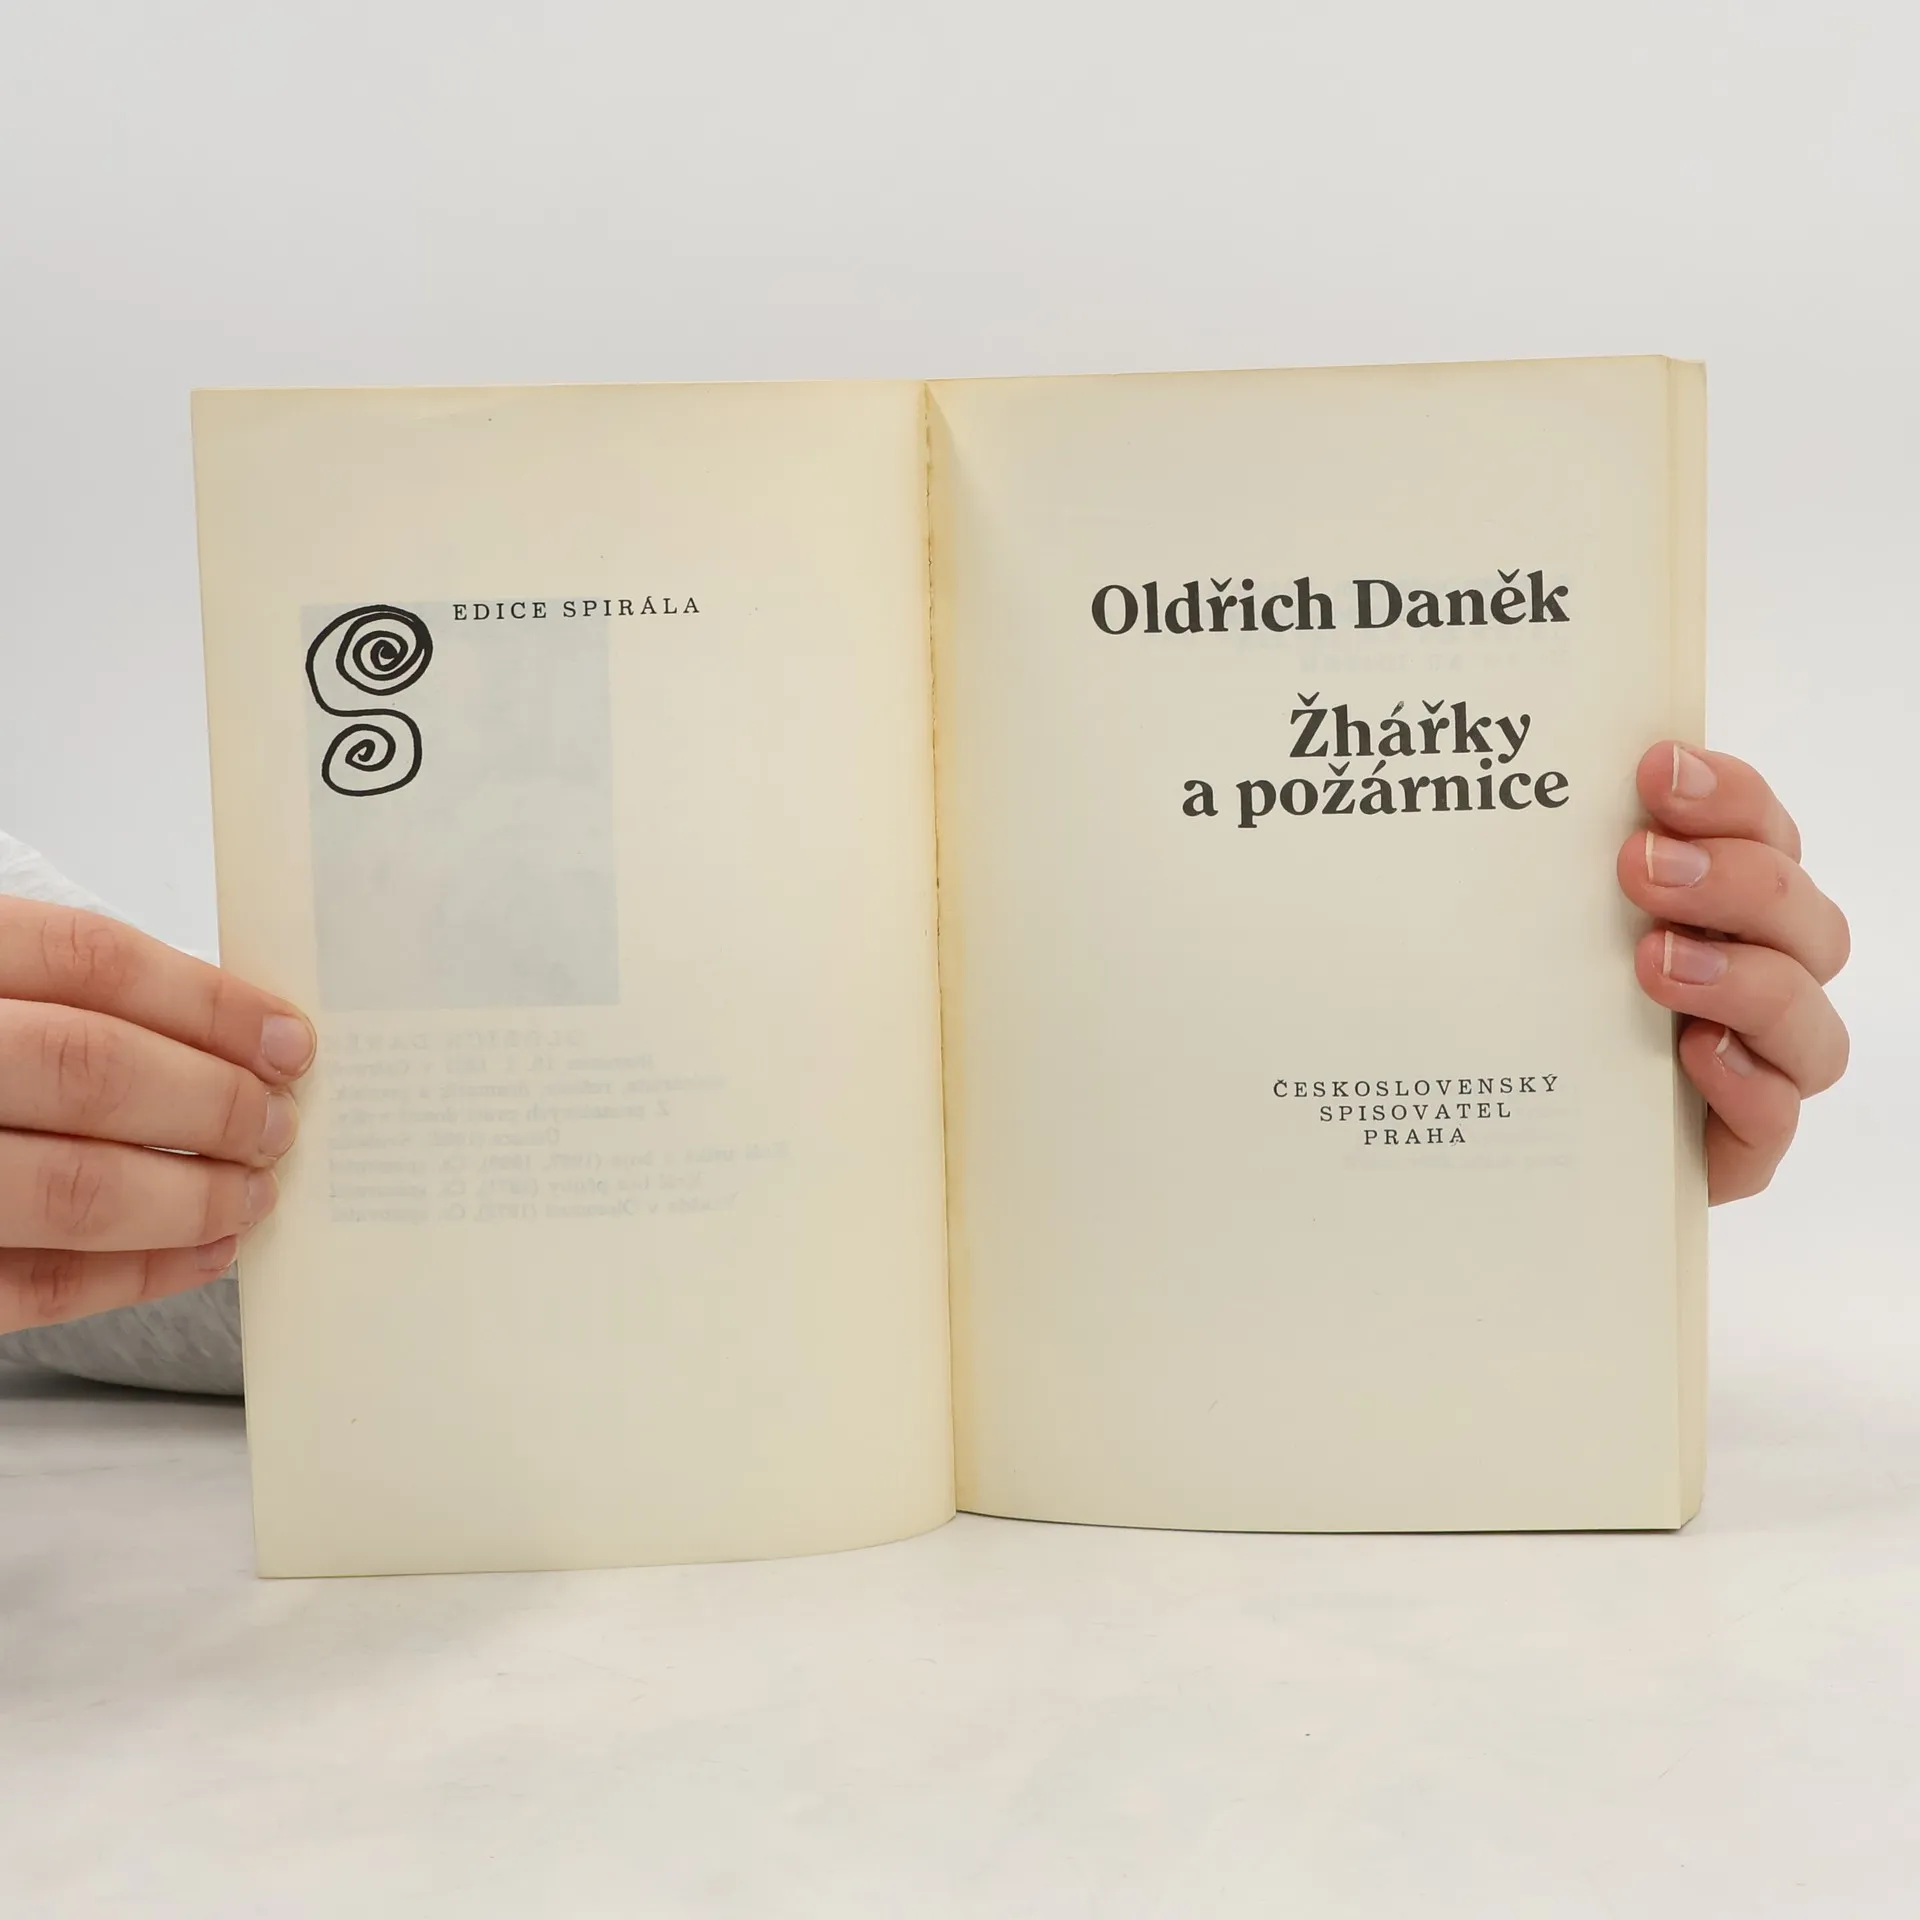 EDICE SPIRÁLA
Oldřich Daněk
Žhářky
a požárnice
ČESKOSLOVENSKÝ
SPISOVATEL
PRAHA